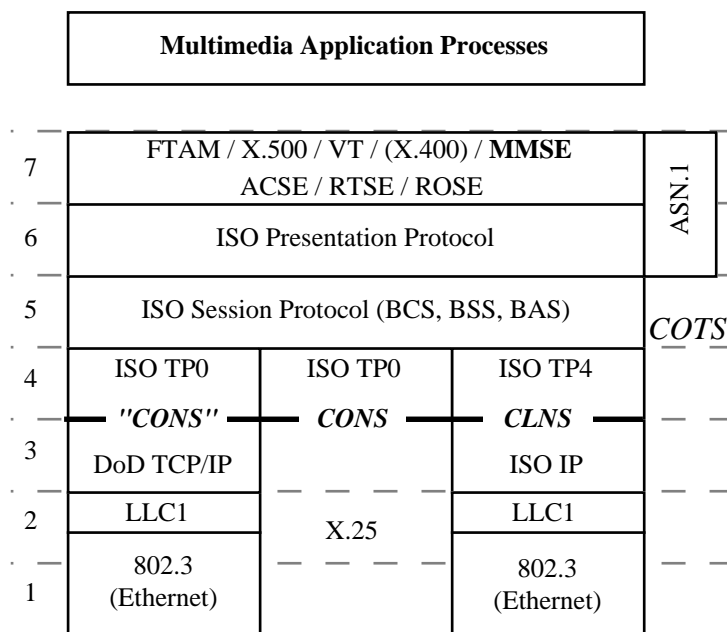 Multimedia Application Processes
7
FTAM / X.500 / VT / (X.400) / MMSE
ACSE / RTSE / ROSE
ASN.1
6
ISO Presentation Protocol
5
ISO Session Protocol (BCS, BSS, BAS)
COTS
4
ISO TP0
ISO TP0
ISO TP4
"CONS"
CONS
CLNS
3
DoD TCP/IP
ISO IP
2
LLC1
X.25
LLC1
1
802.3
(Ethernet)
802.3
(Ethernet)